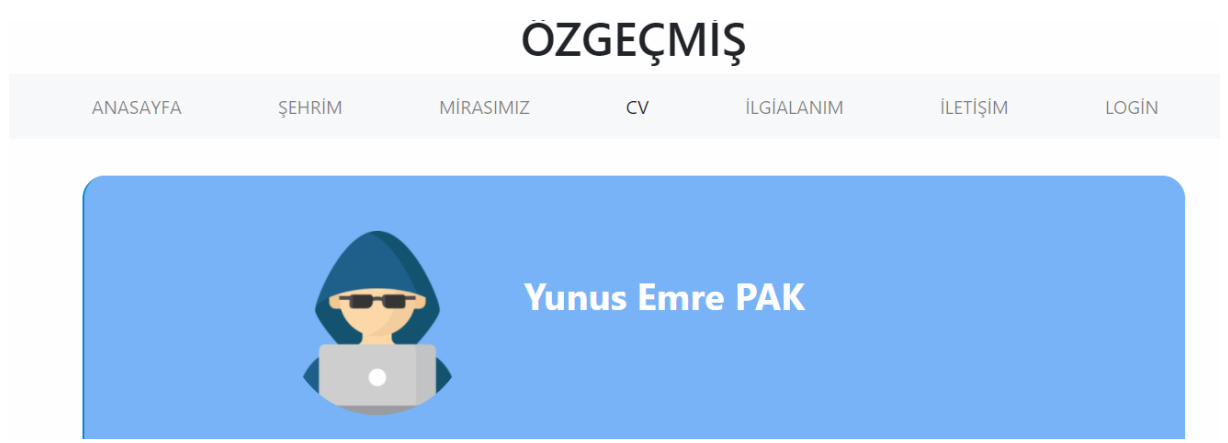 ÖZGEÇMİŞ
ANASAYFA ŞEHRİM MİRASIMIZ CV İLGİALANIM İLETİŞİM LOGİN
Yunus Emre PAK